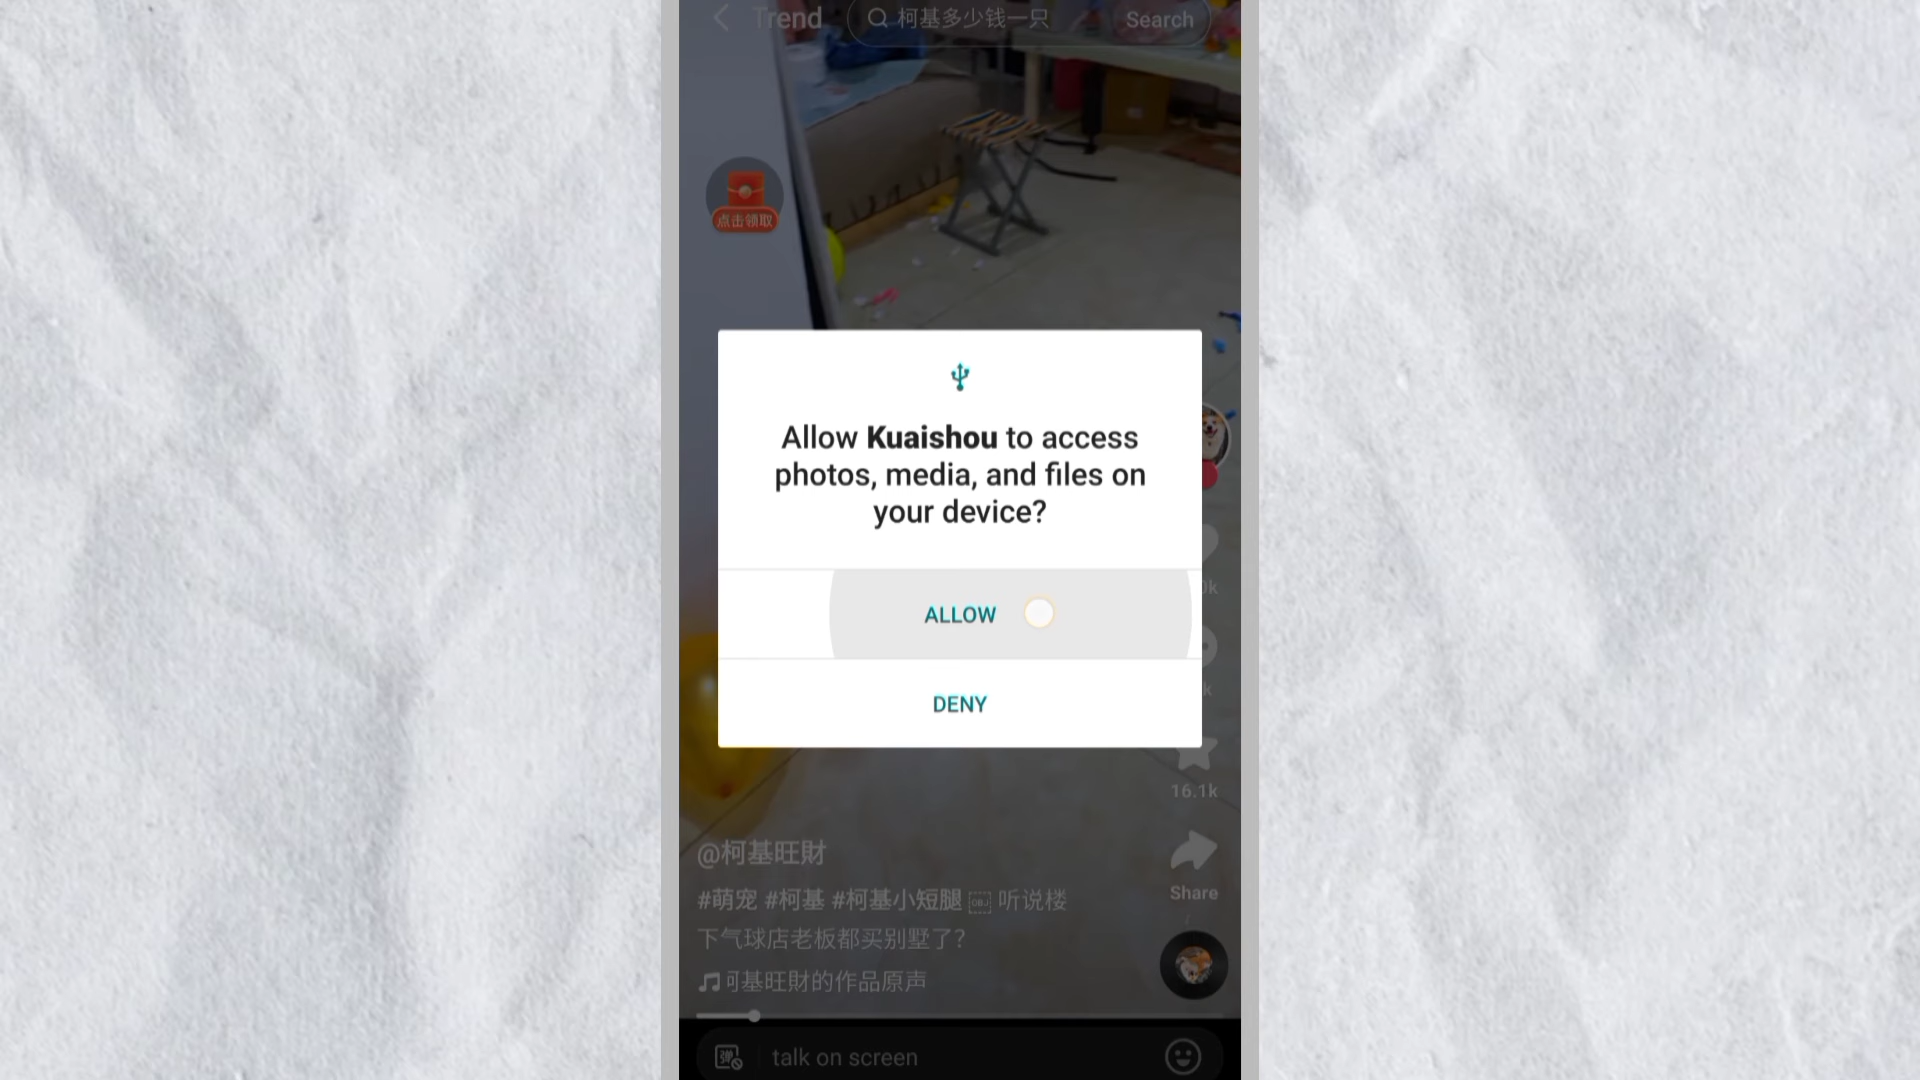 Trend
柯基多少钱一只
Search
点击领取
Allow Kuaishou to access
photos, media, and files on
your device?
ALLOW
DENY
0k
k
16.1k
Share
@柯基旺財
#萌宠 #柯基 #柯基小短腿 OBJ 听说楼
下气球店老板都买别墅了？
可基旺財的作品原声
弹
talk on screen